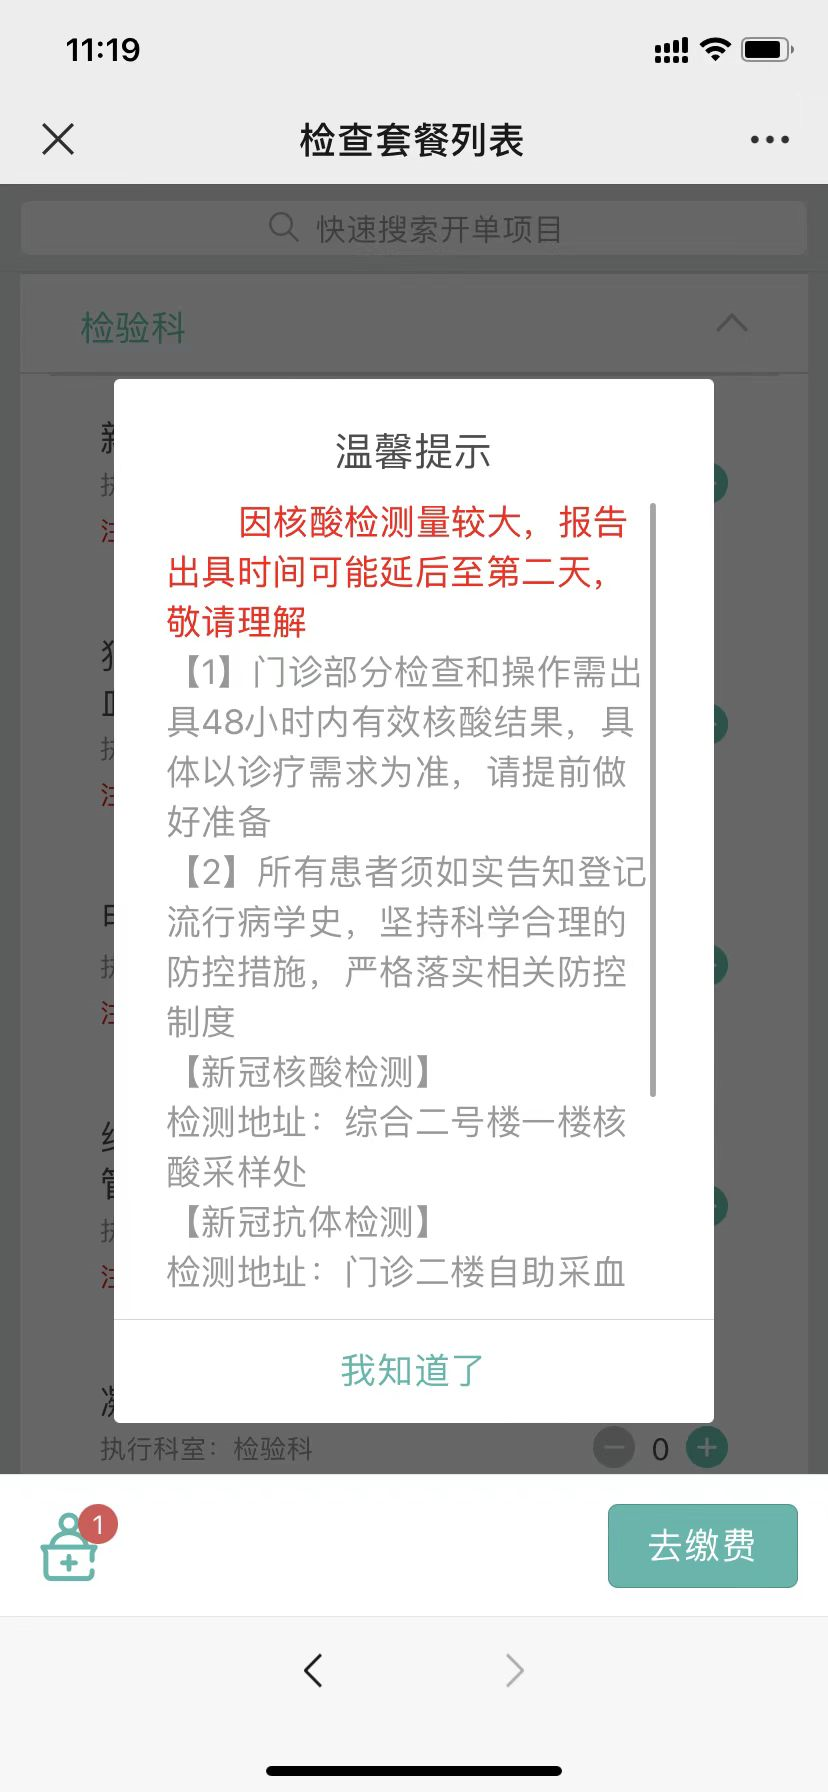 11:19
检查套餐列表
快速搜索开单项目
检验科
温馨提示
因核酸检测量较大，报告
出具时间可能延后至第二天，
敬请理解
【1】门诊部分检查和操作需出
具48小时内有效核酸结果，具
体以诊疗需求为准，请提前做
好准备
【2】所有患者须如实告知登记
流行病学史，坚持科学合理的
防控措施，严格落实相关防控
制度
【新冠核酸检测】
检测地址：综合二号楼一楼核
酸采样处
【新冠抗体检测】
检测地址：门诊二楼自助采血
我知道了
执行科室：检验科
0
1
去缴费